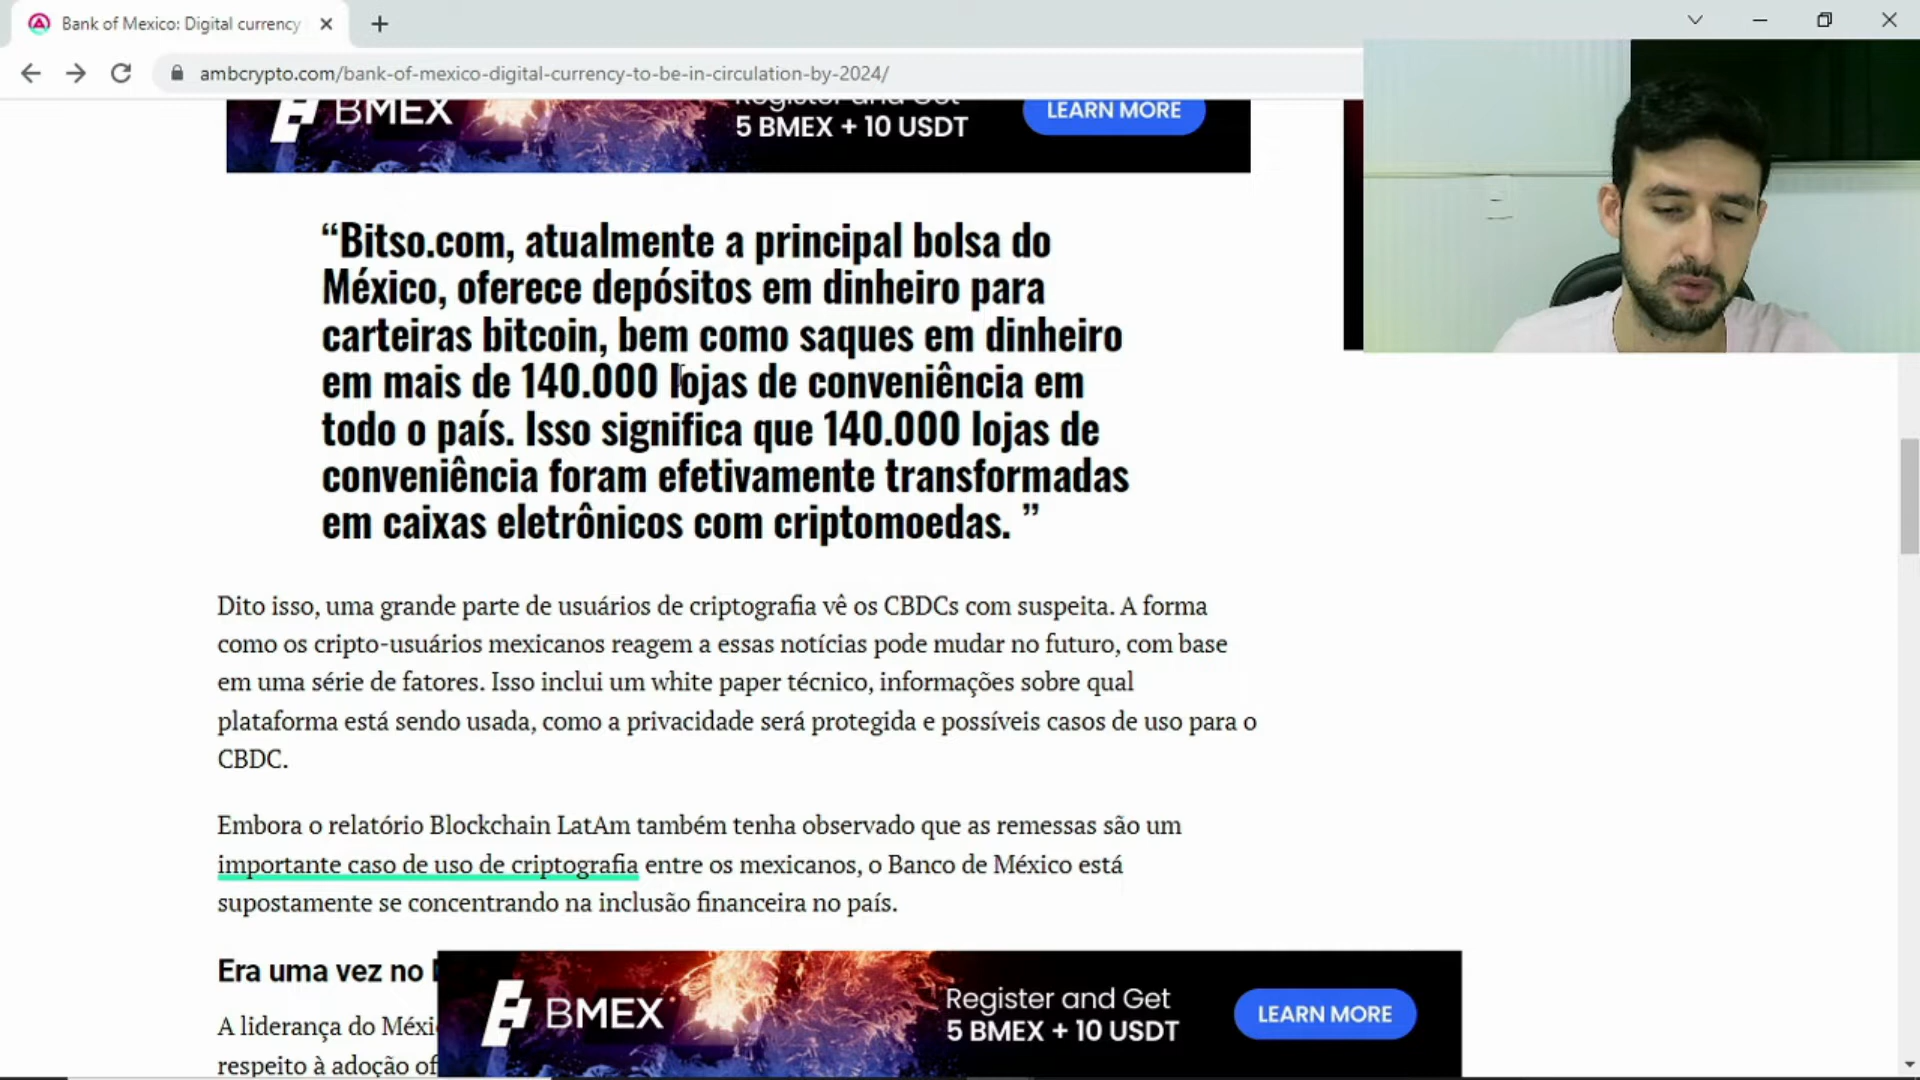 Bank of Mexico: Digital currency
ambcrypto.com/bank-of-mexico-digital-currency-to-be-in-circulation-by-2024/
BMEX
Register and Get
5 BMEX + 10 USDT
LEARN MORE
“Bitso.com, atualmente a principal bolsa do
México, oferece depósitos em dinheiro para
carteiras bitcoin, bem como saques em dinheiro
em mais de 140.000 lojas de conveniência em
todo o país. Isso significa que 140.000 lojas de
conveniência foram efetivamente transformadas
em caixas eletrônicos com criptomoedas. ”
Dito isso, uma grande parte de usuários de criptografia vê os CBDCs com suspeita. A forma
como os cripto-usuários mexicanos reagem a essas notícias pode mudar no futuro, com base
em uma série de fatores. Isso inclui um white paper técnico, informações sobre qual
plataforma está sendo usada, como a privacidade será protegida e possíveis casos de uso para o
CBDC.
Embora o relatório Blockchain LatAm também tenha observado que as remessas são um
importante caso de uso de criptografia entre os mexicanos, o Banco de México está
supostamente se concentrando na inclusão financeira no país.
Era uma vez no
A liderança do Méxi
respeito à adoção of
BMEX
Register and Get
5 BMEX + 10 USDT
LEARN MORE